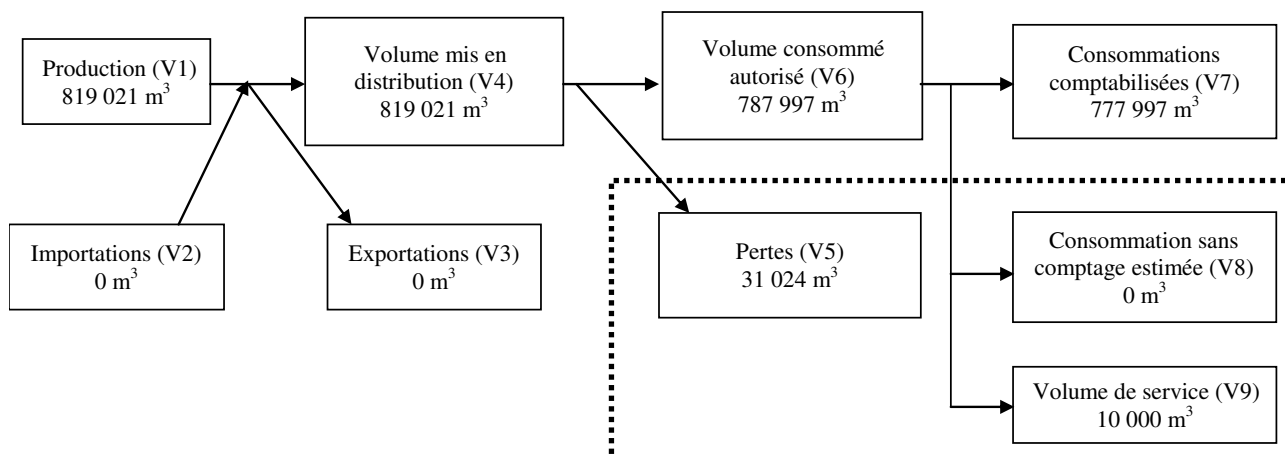 Production (V1)
819 021 m³
Volume mis en
distribution (V4)
819 021 m³
Volume consommé
autorisé (V6)
787 997 m³
Consommations
comptabilisées (V7)
777 997 m³
Importations (V2)
0 m³
Exportations (V3)
0 m³
Pertes (V5)
31 024 m³
Consommation sans
comptage estimée (V8)
0 m³
Volume de service (V9)
10 000 m³